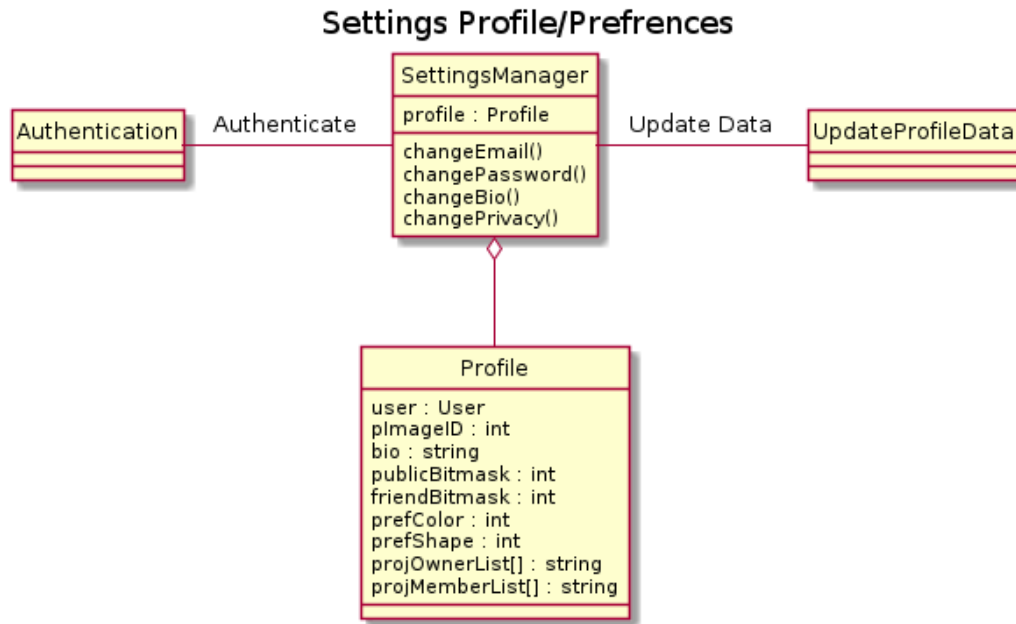 Settings Profile/Prefrences
SettingsManager
profile : Profile
changeEmail()
changePassword()
changeBio()
changePrivacy()
Authentication
Authenticate
Update Data
UpdateProfileData
Profile
user : User
pImageID : int
bio : string
publicBitmask : int
friendBitmask : int
prefColor : int
prefShape : int
projOwnerList[] : string
projMemberList[] : string